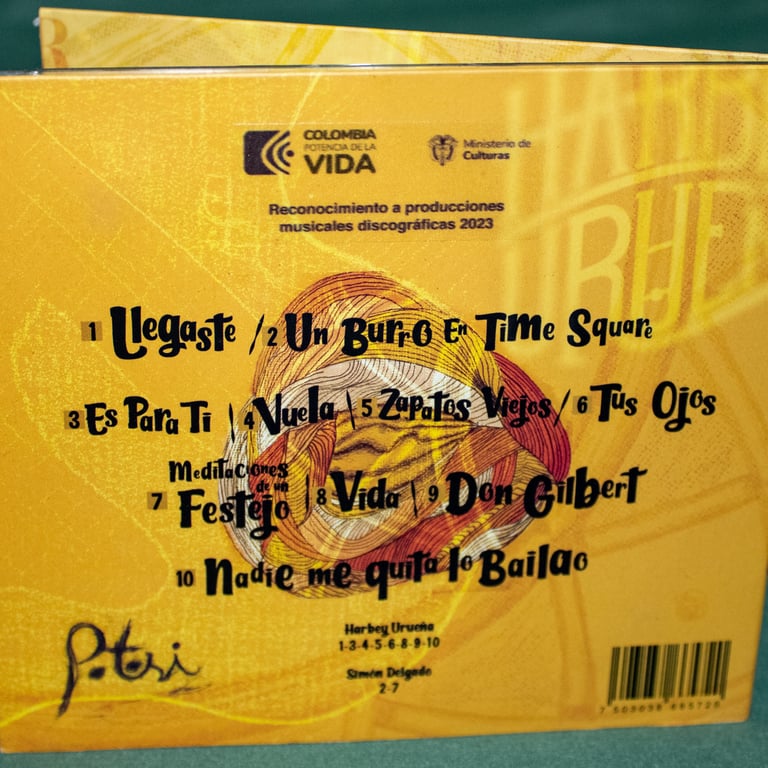 COLOMBIA
POTENCIA DE LA
VIDA
Ministerio de
Culturas
Reconocimiento a producciones
musicales discográficas 2023
1 Llegaste / 2 Un Burro En Time Square
3 Es Para Ti \ 4 Vuela \ 5 Zapatos Viejos / 6 Tus Ojos
7 Meditaciones de un Festejo / 8 Vida \ 9 Don Gilbert
10 Nadie me quita lo Bailao
Harbey Urueña
1-3-4-5-6-8-9-10
Simón Delgado
2-7
Potosi